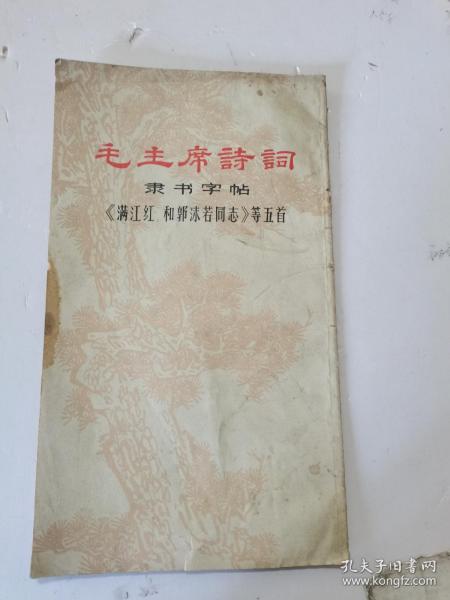 毛主席詩詞
隶书字帖
《满江红 和郭沫若同志》等五首
孔夫子旧书网
www.kongfz.com